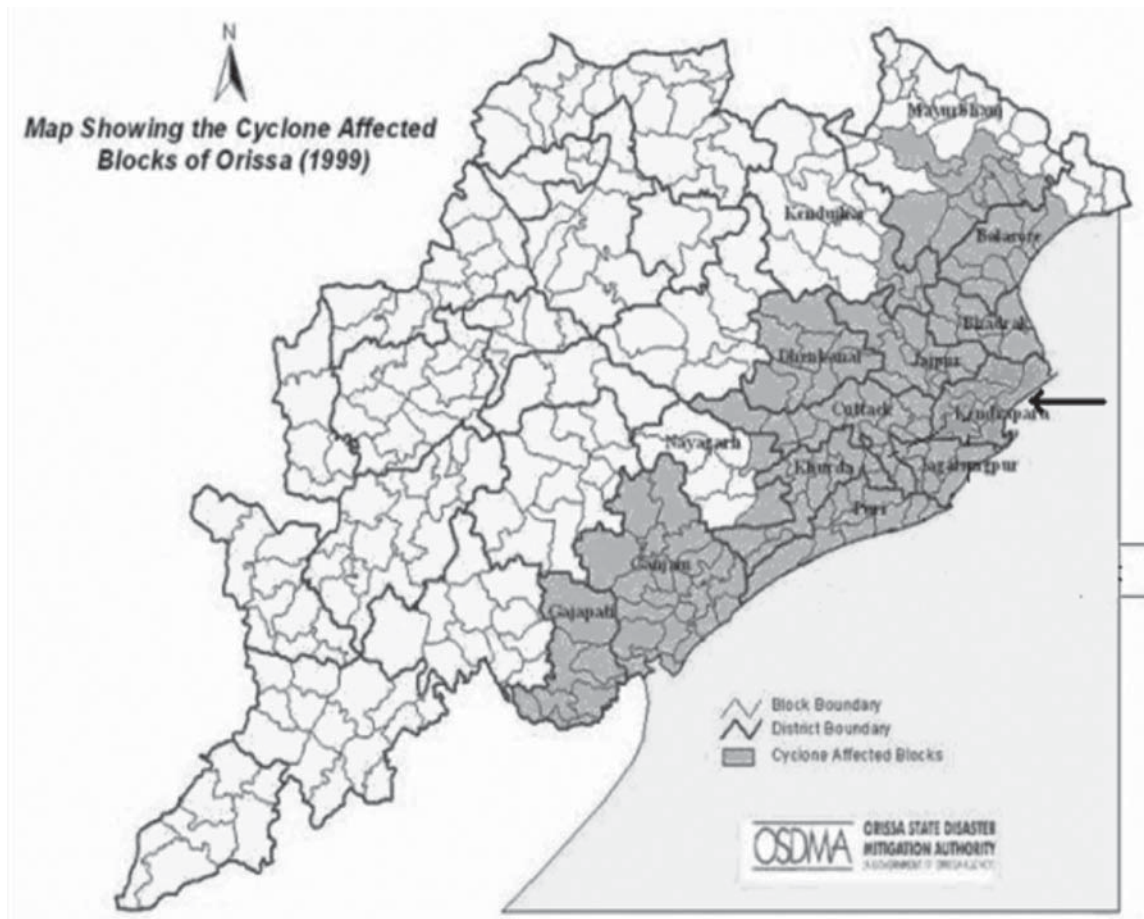 N
Map Showing the Cyclone Affected
Blocks of Orissa (1999)
Mayurbhanj
Kendujhar
Balasore
Bhadrak
Dhenkanal
Jajpur
Cuttack
Kendrapara
Nayagarh
Khurda
Jagatsingpur
Puri
Ganjam
Gajapati
Block Boundary
District Boundary
Cyclone Affected Blocks
OSDMA
ORISSA STATE DISASTER
MITIGATION AUTHORITY